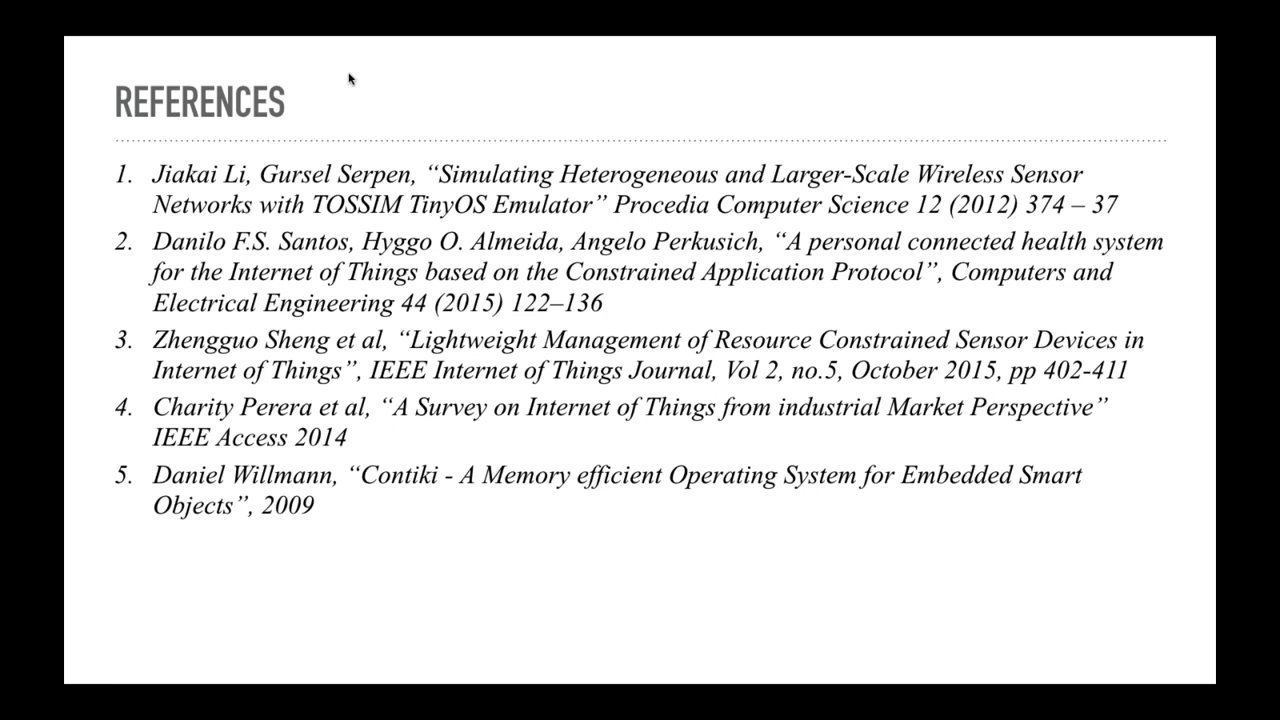 REFERENCES
1. Jiakai Li, Gursel Serpen, “Simulating Heterogeneous and Larger-Scale Wireless Sensor
Networks with TOSSIM TinyOS Emulator” Procedia Computer Science 12 (2012) 374 – 37
2. Danilo F.S. Santos, Hyggo O. Almeida, Angelo Perkusich, “A personal connected health system
for the Internet of Things based on the Constrained Application Protocol”, Computers and
Electrical Engineering 44 (2015) 122–136
3. Zhengguo Sheng et al, “Lightweight Management of Resource Constrained Sensor Devices in
Internet of Things”, IEEE Internet of Things Journal, Vol 2, no.5, October 2015, pp 402-411
4. Charity Perera et al, “A Survey on Internet of Things from industrial Market Perspective”
IEEE Access 2014
5. Daniel Willmann, “Contiki - A Memory efficient Operating System for Embedded Smart
Objects”, 2009